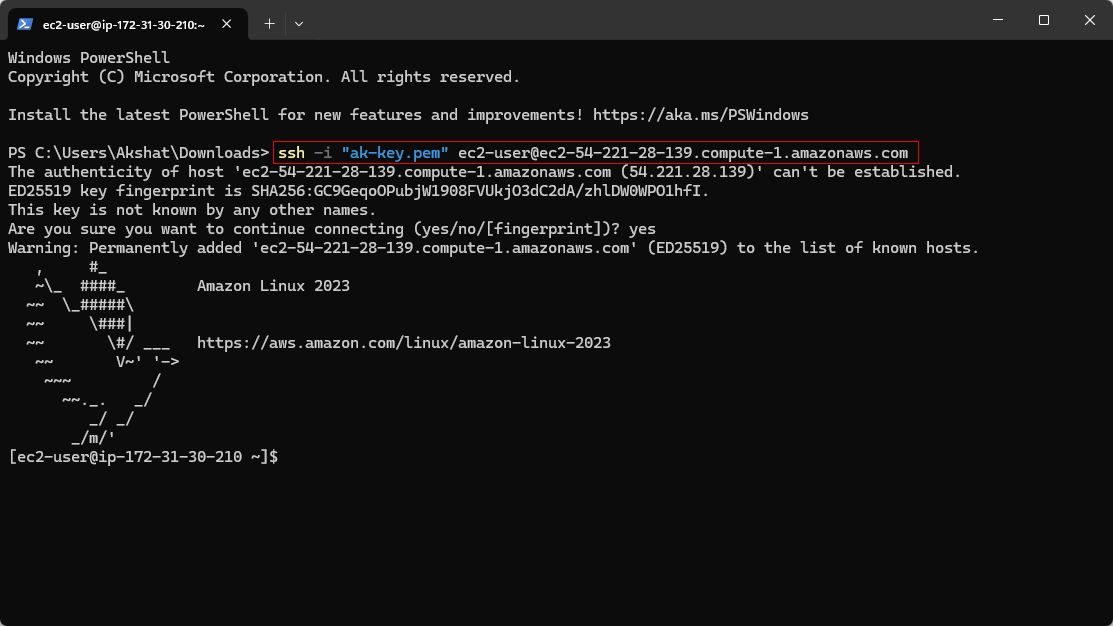 ec2-user@ip-172-31-30-210:~
Windows PowerShell
Copyright (C) Microsoft Corporation. All rights reserved.
Install the latest PowerShell for new features and improvements! https://aka.ms/PSWindows
PS C:\Users\Akshat\Downloads> ssh -i "ak-key.pem" ec2-user@ec2-54-221-28-139.compute-1.amazonaws.com
The authenticity of host 'ec2-54-221-28-139.compute-1.amazonaws.com (54.221.28.139)' can't be established.
ED25519 key fingerprint is SHA256:GC9GeqoOPubjW1908FVUkjO3dC2dA/zhlDW0WPO1hfI.
This key is not known by any other names.
Are you sure you want to continue connecting (yes/no/[fingerprint])? yes
Warning: Permanently added 'ec2-54-221-28-139.compute-1.amazonaws.com' (ED25519) to the list of known hosts.
   ,     #_
   ~\_  ####_        Amazon Linux 2023
  ~~  \_#####\
  ~~     \###|
  ~~       \#/ ___   https://aws.amazon.com/linux/amazon-linux-2023
   ~~       V~' '->
    ~~~         /
      ~~._.   _/
         _/ _/
       _/m/'
[ec2-user@ip-172-31-30-210 ~]$